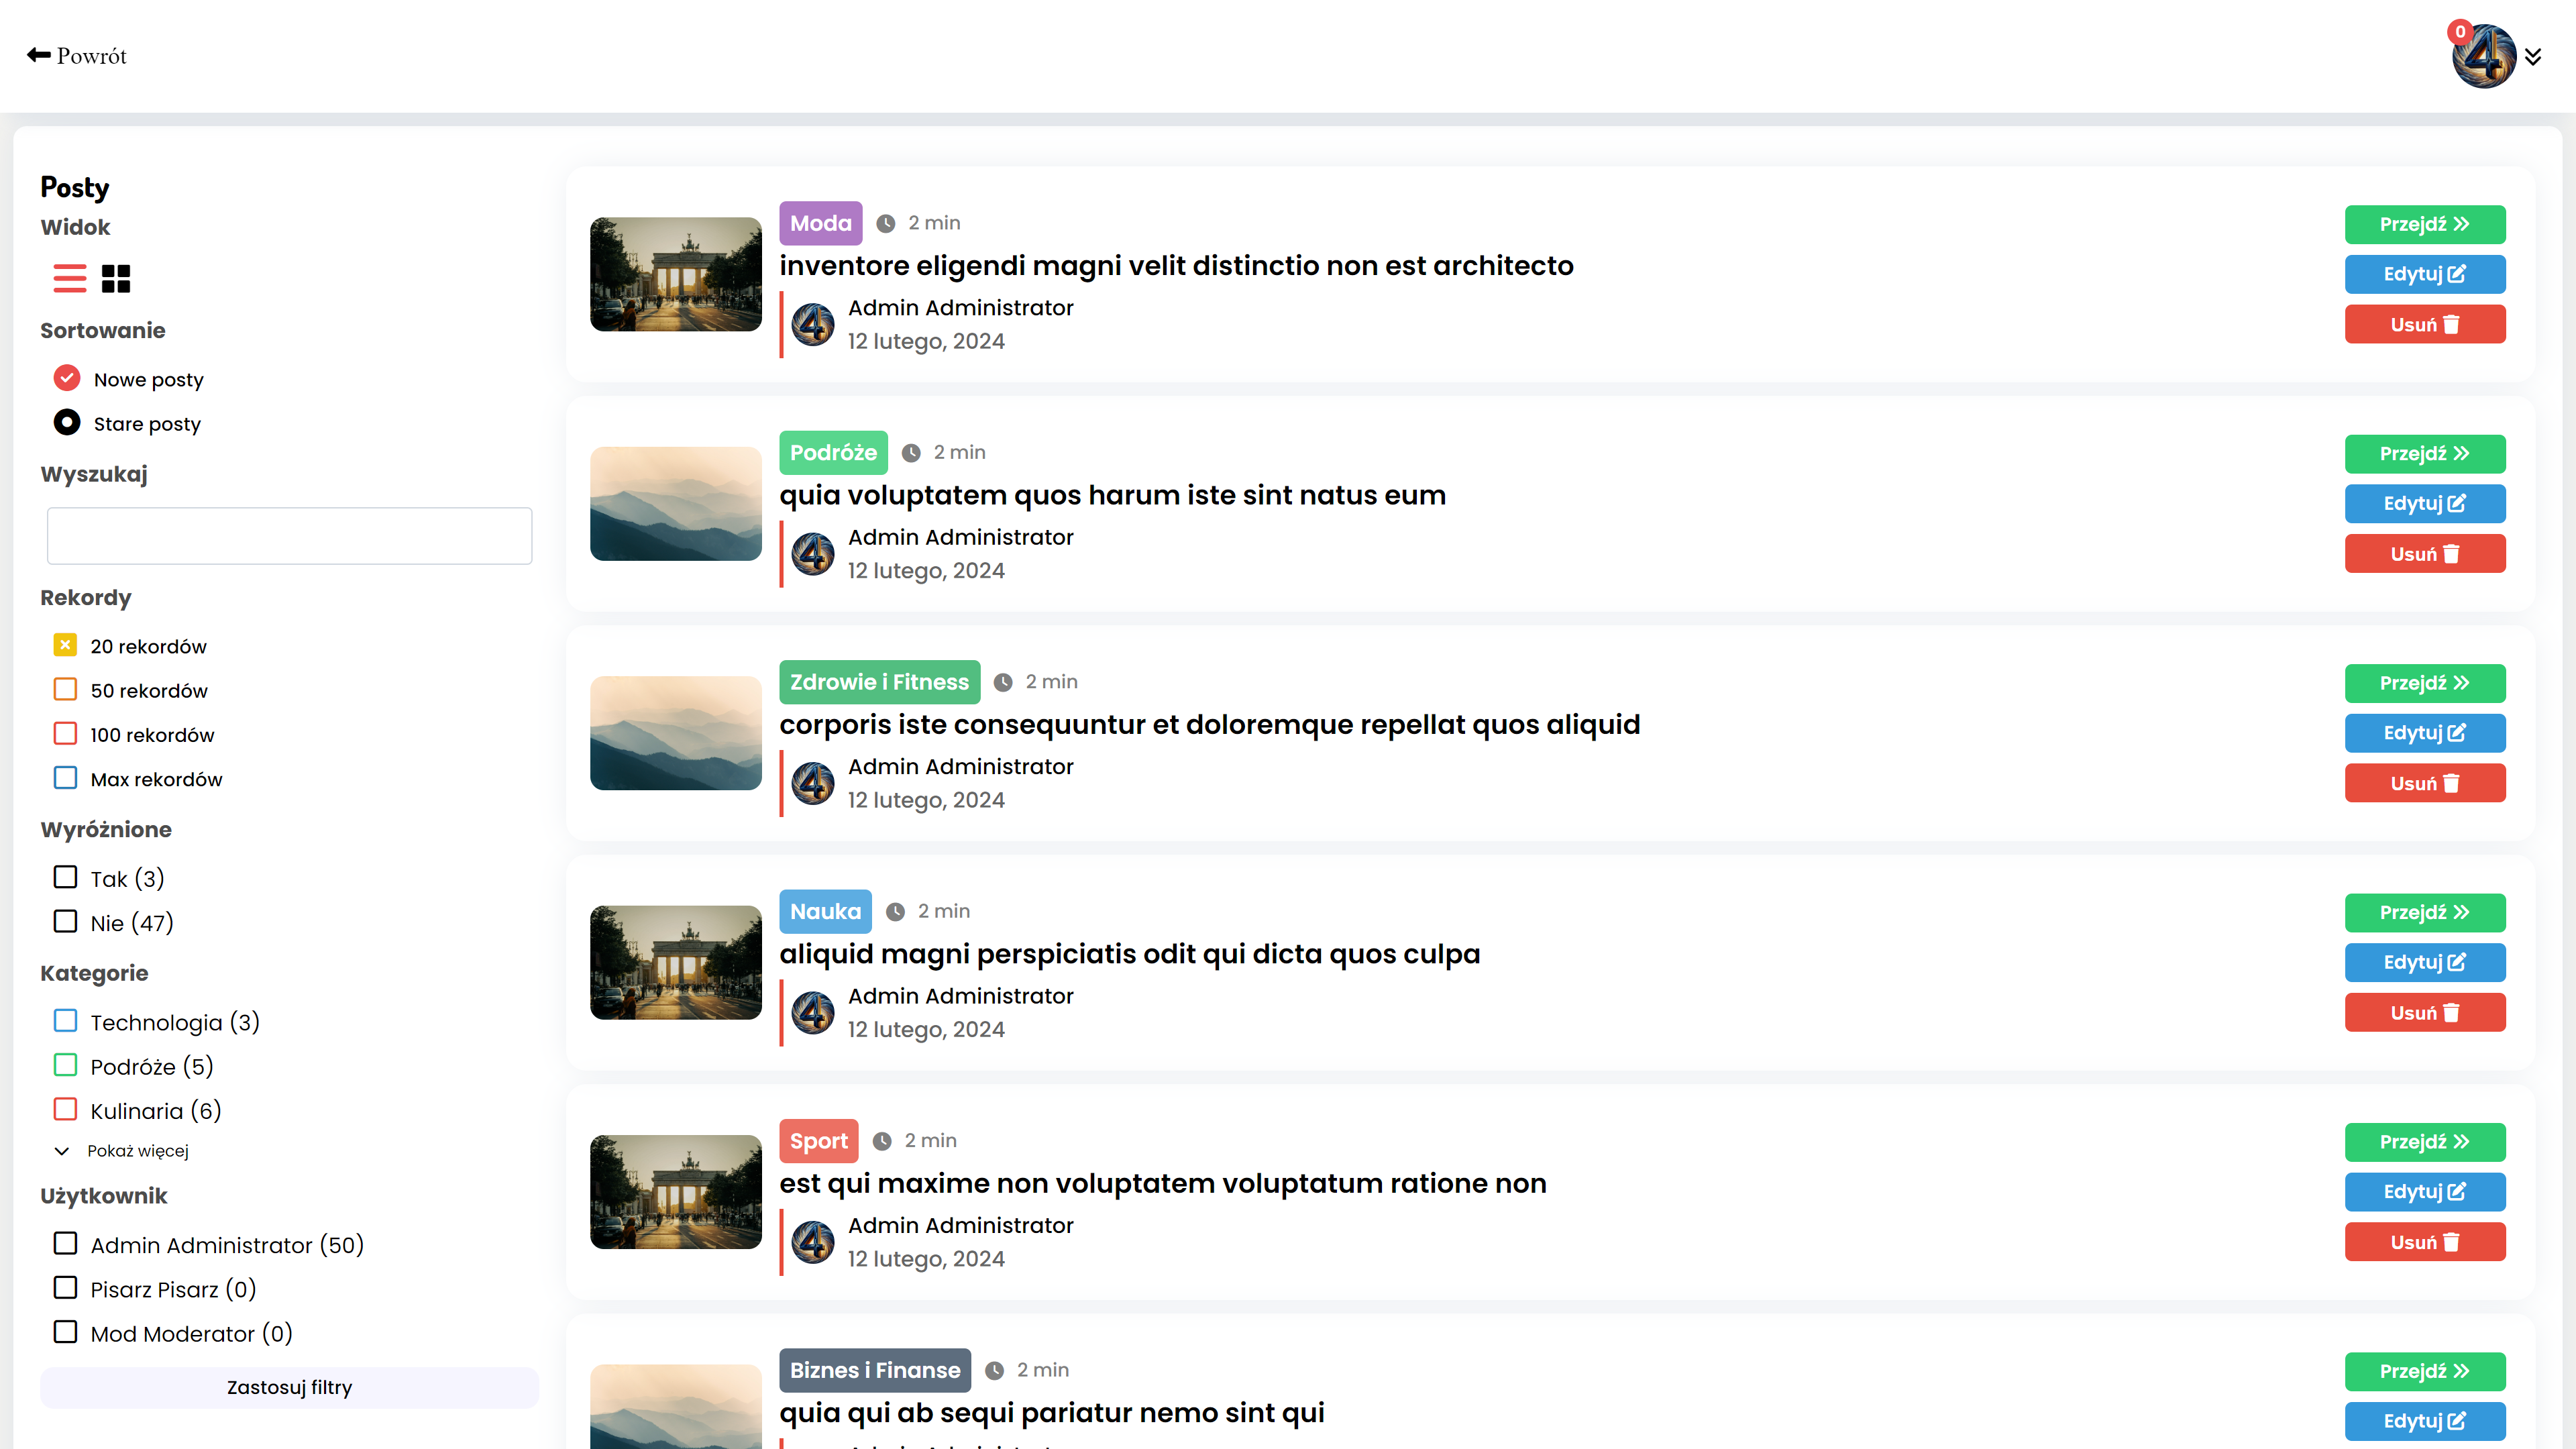 Powrót
0
Posty
Widok
Sortowanie
Nowe posty
Stare posty
Wyszukaj
Rekordy
20 rekordów
50 rekordów
100 rekordów
Max rekordów
Wyróżnione
Tak (3)
Nie (47)
Kategorie
Technologia (3)
Podróże (5)
Kulinaria (6)
Pokaż więcej
Użytkownik
Admin Administrator (50)
Pisarz Pisarz (0)
Mod Moderator (0)
Zastosuj filtry
Moda 2 min
inventore eligendi magni velit distinctio non est architecto
Admin Administrator
12 lutego, 2024
Przejdź
Edytuj
Usuń
Podróże 2 min
quia voluptatem quos harum iste sint natus eum
Admin Administrator
12 lutego, 2024
Przejdź
Edytuj
Usuń
Zdrowie i Fitness 2 min
corporis iste consequuntur et doloremque repellat quos aliquid
Admin Administrator
12 lutego, 2024
Przejdź
Edytuj
Usuń
Nauka 2 min
aliquid magni perspiciatis odit qui dicta quos culpa
Admin Administrator
12 lutego, 2024
Przejdź
Edytuj
Usuń
Sport 2 min
est qui maxime non voluptatem voluptatum ratione non
Admin Administrator
12 lutego, 2024
Przejdź
Edytuj
Usuń
Biznes i Finanse 2 min
quia qui ab sequi pariatur nemo sint qui
Przejdź
Edytuj